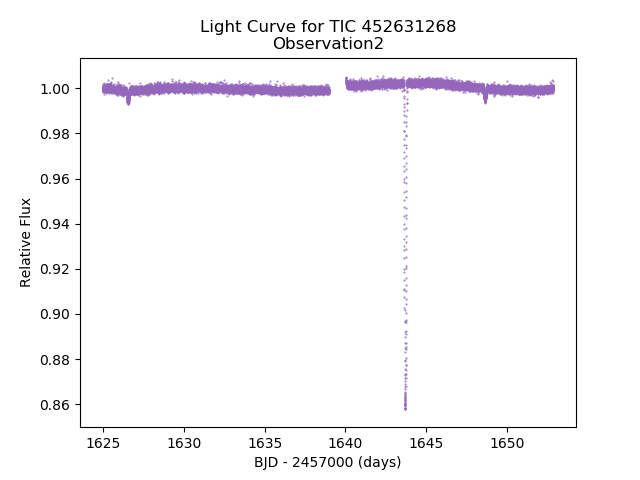 Light Curve for TIC 452631268
Observation2
1.00
0.98
0.96
0.94
0.92
0.90
0.88
0.86
Relative Flux
1625 1630 1635 1640 1645 1650
BJD - 2457000 (days)